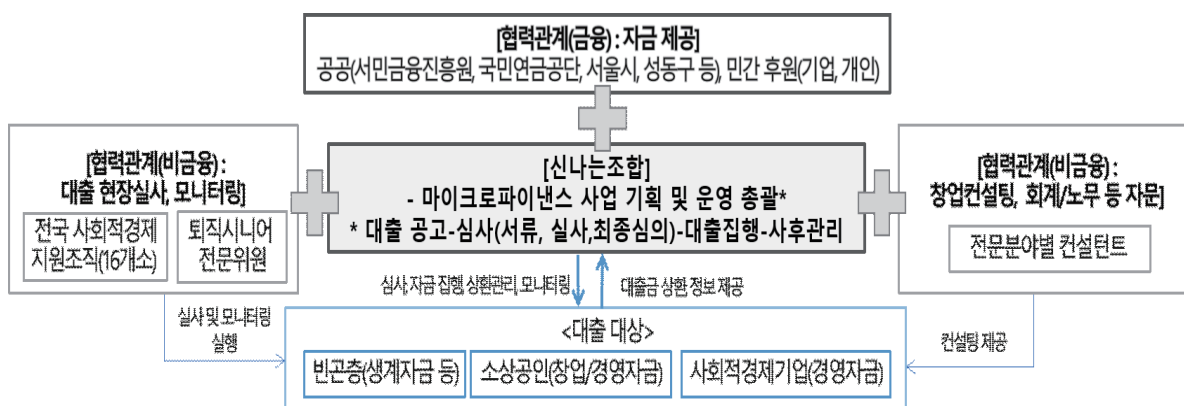 [협력관계(금융) : 자금 제공]
공공(서민금융진흥원, 국민연금공단, 서울시, 성동구 등), 민간 후원(기업, 개인)
[협력관계(비금융) :
대출 현장실사, 모니터링]
전국 사회적경제
지원조직(16개소)
퇴직시니어
전문위원
[신나는조합]
- 마이크로파이낸스 사업 기획 및 운영 총괄*
* 대출 공고-심사(서류, 실사,최종심의)-대출집행-사후관리
[협력관계(비금융) :
창업컨설팅, 회계/노무 등 자문]
전문분야별 컨설턴트
심사, 자금 집행, 상환관리, 모니터링
대출금 상환, 정보 제공
실사 및 모니터링
실행
컨설팅 제공
<대출 대상>
빈곤층(생계자금 등)
소상공인(창업/경영자금)
사회적경제기업(경영자금)